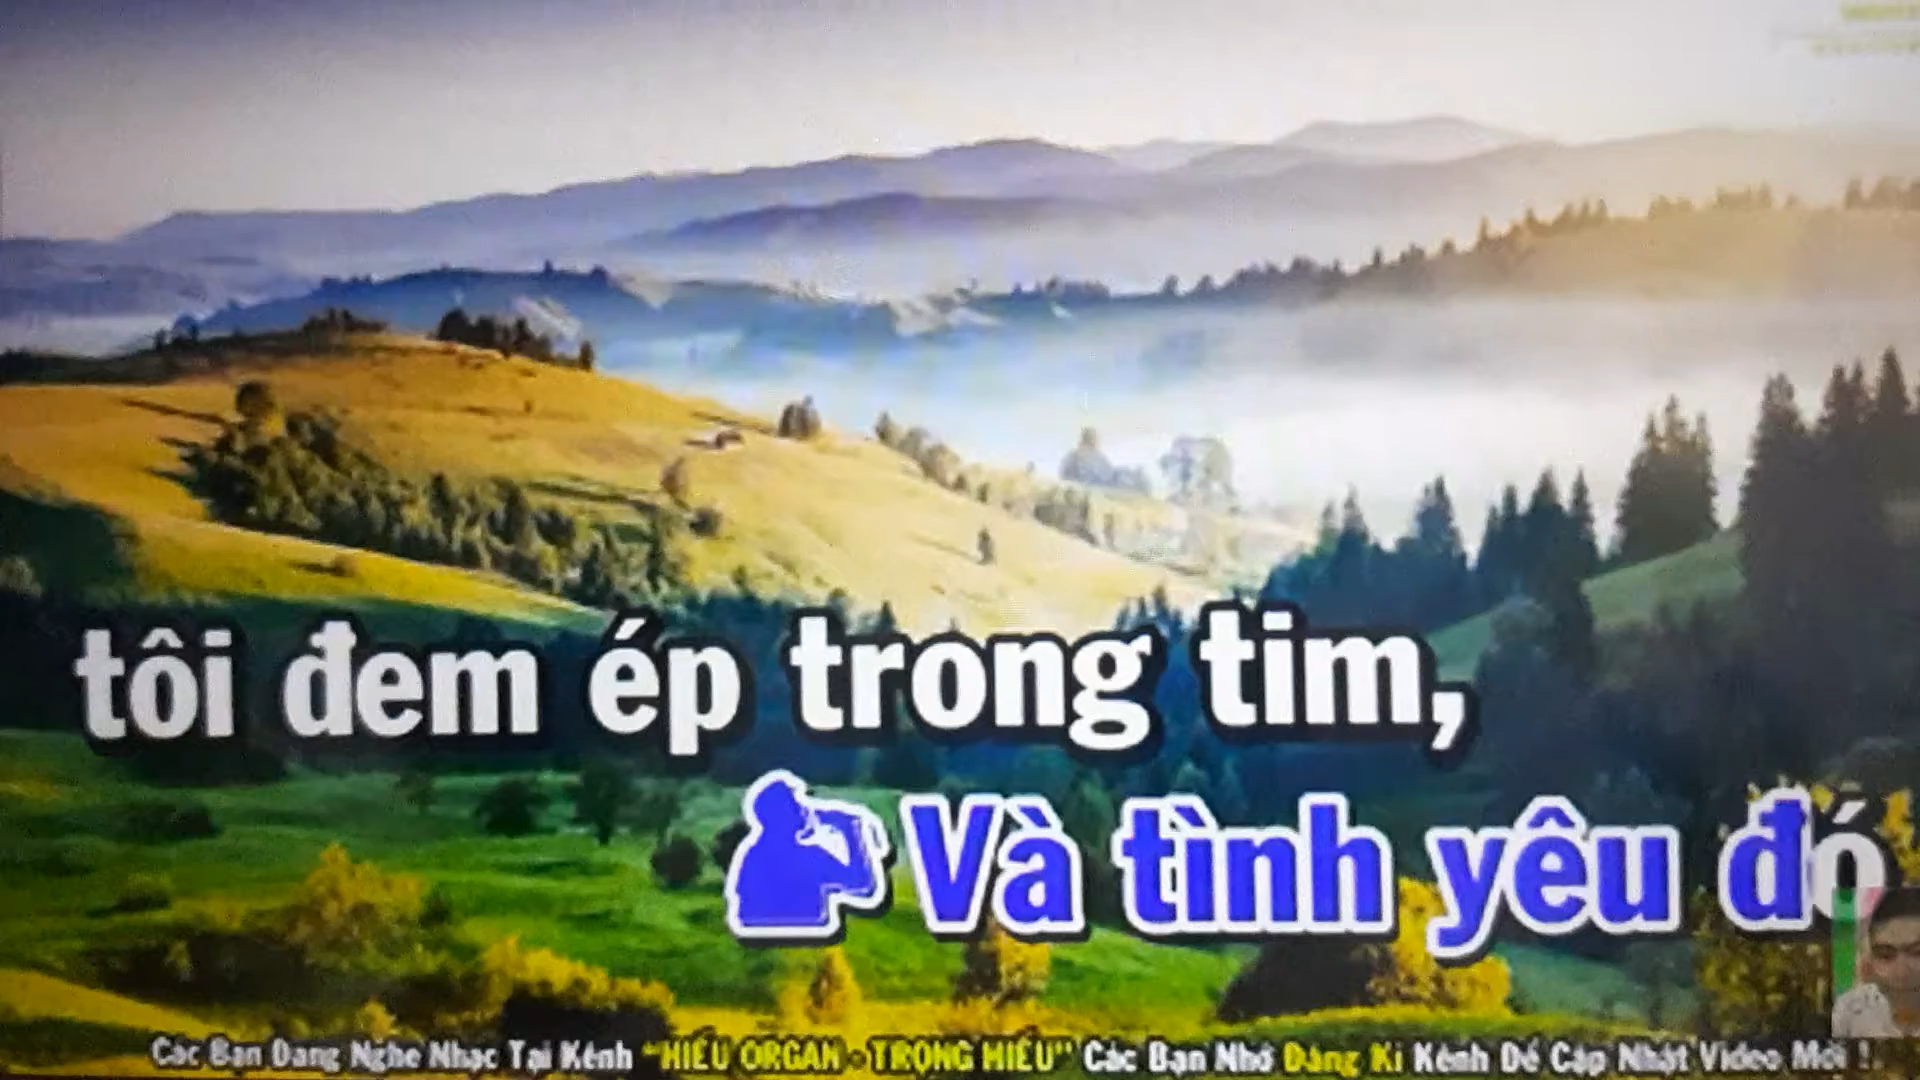 tôi đem ép trong tim,
Và tình yêu đó
Các Bạn Đang Nghe Nhạc Tại Kênh "HIẾU ORGAN - TRỌNG HIẾU" Các Bạn Nhớ Đăng Kí Kênh Để Cập Nhật Video Mới !